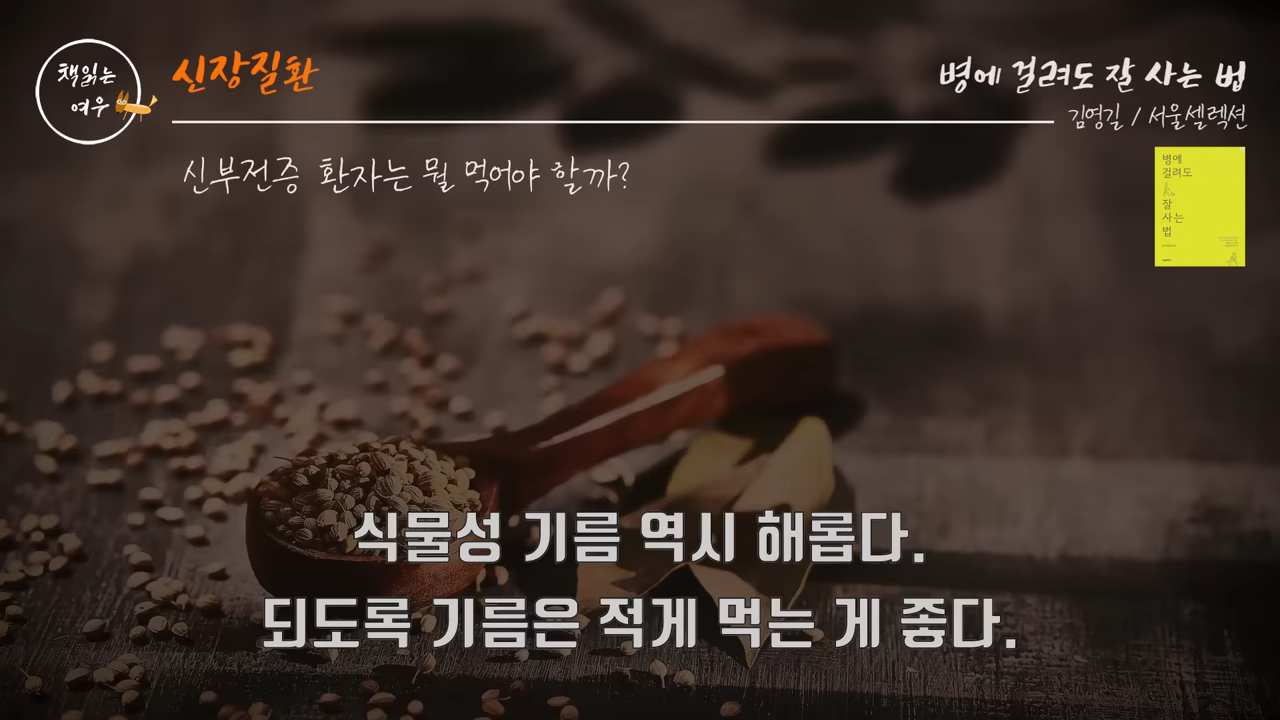 책읽는
여우
신장질환
병에 걸려도 잘 사는 법
김영길 / 서울셀렉션
신부전증 환자는 뭘 먹어야 할까?
병에
걸려도
잘
사는
법
식물성 기름 역시 해롭다.
되도록 기름은 적게 먹는 게 좋다.